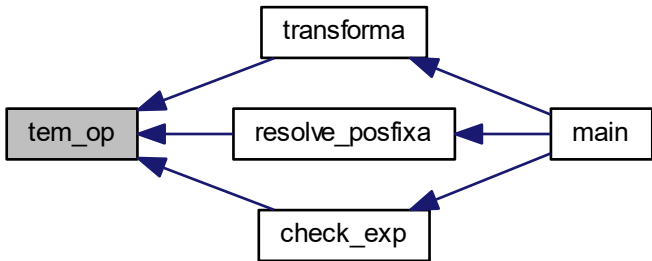 transforma
tem_op
resolve_posfixa
main
check_exp